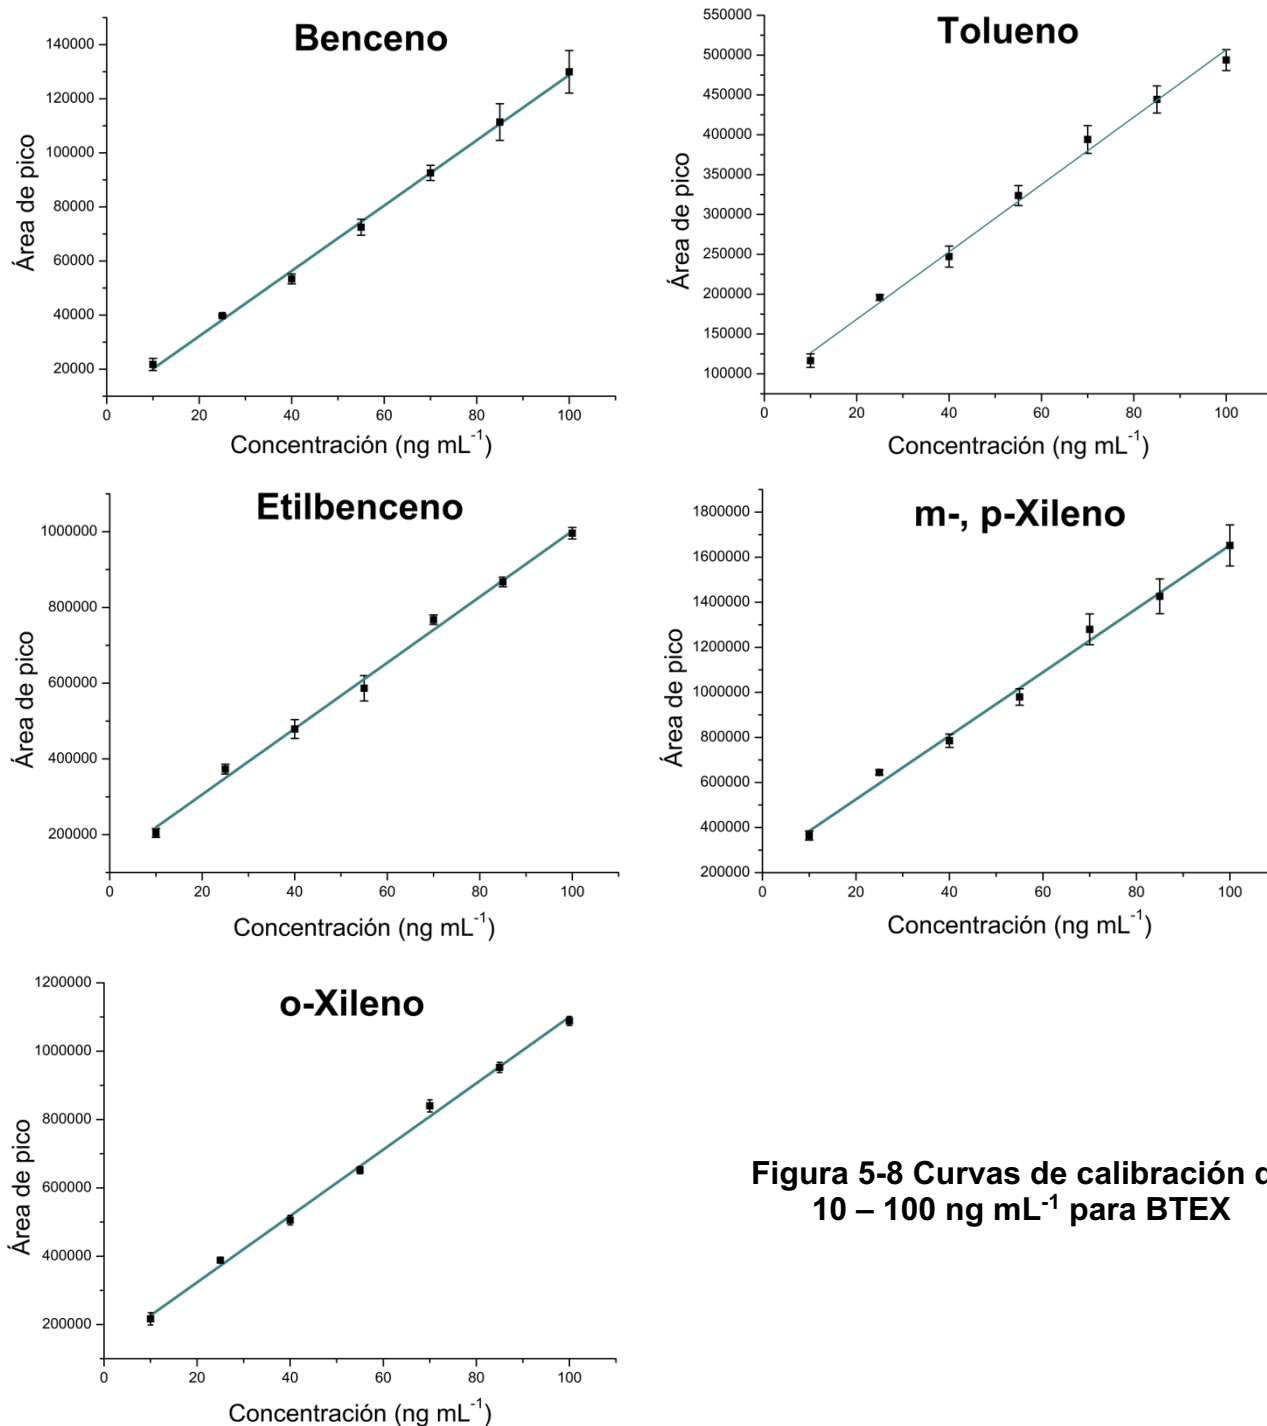 Benceno
Área de pico
140000
120000
100000
80000
60000
40000
20000
0 20 40 60 80 100
Concentración (ng mL⁻¹)
Tolueno
Área de pico
550000
500000
450000
400000
350000
300000
250000
200000
150000
100000
0 20 40 60 80 100
Concentración (ng mL⁻¹)
Etilbenceno
Área de pico
1000000
800000
600000
400000
200000
0 20 40 60 80 100
Concentración (ng mL⁻¹)
m-, p-Xileno
Área de pico
1800000
1600000
1400000
1200000
1000000
800000
600000
400000
200000
0 20 40 60 80 100
Concentración (ng mL⁻¹)
o-Xileno
Área de pico
1200000
1000000
800000
600000
400000
200000
0 20 40 60 80 100
Concentración (ng mL⁻¹)
Figura 5-8 Curvas de calibración
10 – 100 ng mL⁻¹ para BTEX